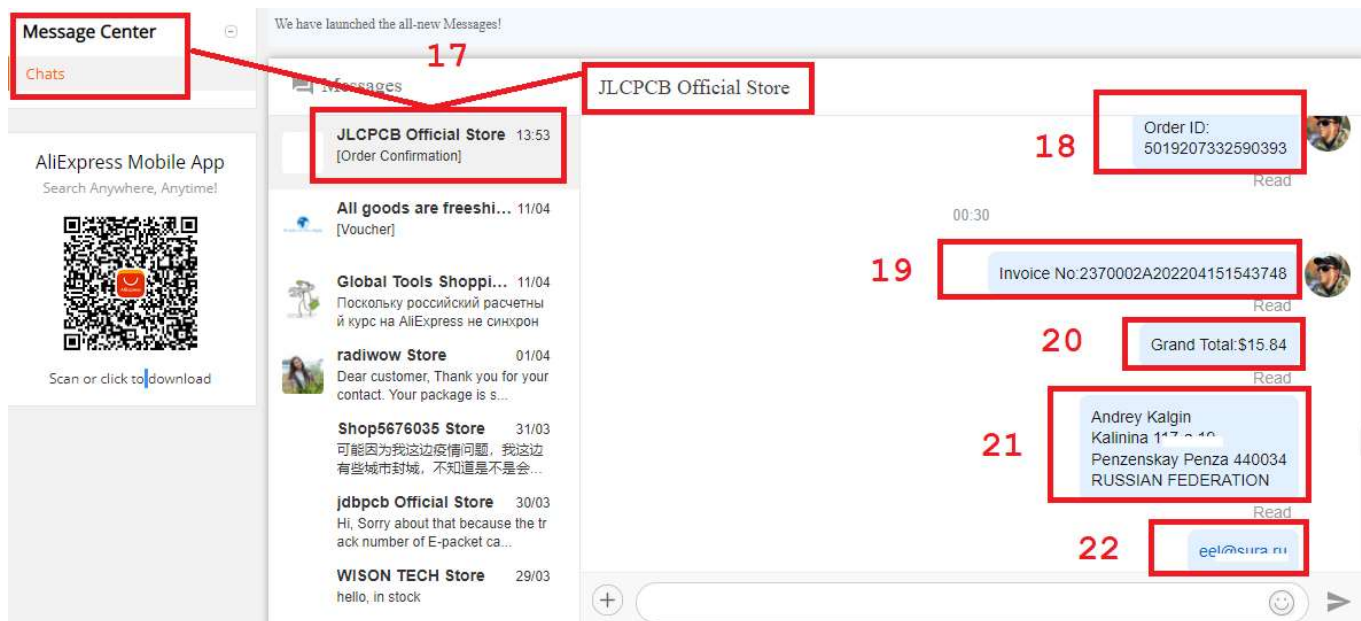 Message Center
Chats
AliExpress Mobile App
Search Anywhere, Anytime!
Scan or click to download
We have launched the all-new Messages!
17
Messages
JLCPCB Official Store 13:53
[Order Confirmation]
All goods are freeshi... 11/04
[Voucher]
Global Tools Shoppi... 11/04
Поскольку российский расчетны
й курс на AliExpress не синхрон
radiwow Store 01/04
Dear customer, Thank you for your
contact. Your package is s...
Shop5676035 Store 31/03
可能因为我这边疫情问题，我这边
有些城市封城，不知道是不是会...
jdbpcb Official Store 30/03
Hi, Sorry about that because the tr
ack number of E-packet ca...
WISON TECH Store 29/03
hello, in stock
JLCPCB Official Store
18
Order ID:
5019207332590393
Read
00:30
19
Invoice No:2370002A202204151543748
Read
20
Grand Total:$15.84
Read
21
Andrey Kalgin
Kalinina
Penzenskay Penza 440034
RUSSIAN FEDERATION
Read
22
eel@sura.ru